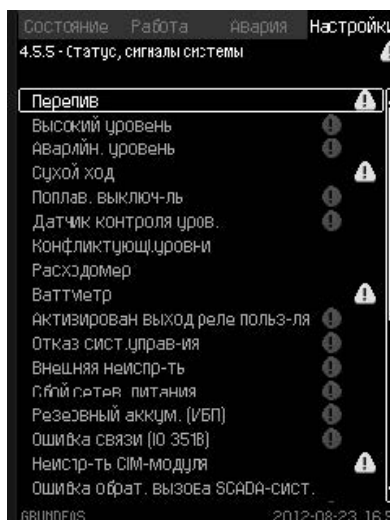 Состояние Работа Авария Настройки
4.5.5 - Статус, сигналы системы
Перелив
Высокий уровень
Аварийн. уровень
Сухой ход
Поплав. выключ-ль
Датчик контроля уров.
Конфликтующ.уровни
Расходомер
Ваттметр
Активирован выход реле польз-ля
Отказ сист.управ-ия
Внешняя неиспр-ть
Сбой сетев. питания
Резервный аккум. (ИБП)
Ошибка связи (IO 351B)
Неиспр-ть CIM-модуля
Ошибка обрат. вызова SCADA-сист.
GRUNDFOS 2012-08-23